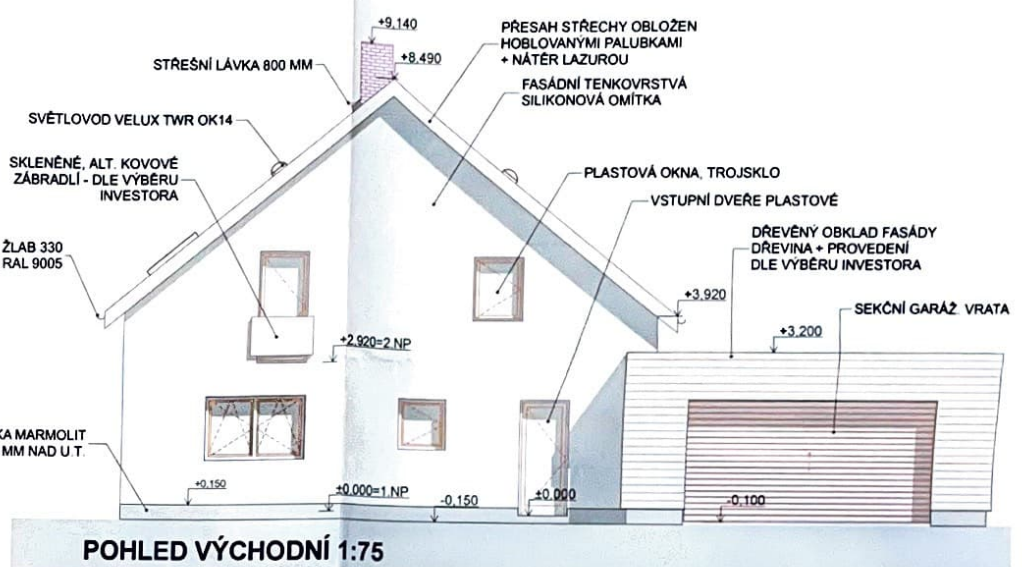 +9,140
+8.490
PŘESAH STŘECHY OBLOŽEN
HOBLOVANÝMI PALUBKAMI
+ NÁTĚR LAZUROU
STŘEŠNÍ LÁVKA 800 MM
FASÁDNÍ TENKOVRSTVÁ
SILIKONOVÁ OMÍTKA
SVĚTLOVOD VELUX TWR OK14
SKLENĚNÉ, ALT. KOVOVÉ
ZÁBRADLÍ - DLE VÝBĚRU
INVESTORA
PLASTOVÁ OKNA, TROJSKLO
VSTUPNÍ DVEŘE PLASTOVÉ
DŘEVĚNÝ OBKLAD FASÁDY
DŘEVINA + PROVEDENÍ
DLE VÝBĚRU INVESTORA
ŽLAB 330
RAL 9005
+3,920
SEKČNÍ GARÁŽ. VRATA
+3,200
+2,920=2.NP
KA MARMOLIT
MM NAD U.T.
+0,150
±0,000=1.NP
-0,150
±0,000
-0,100
POHLED VÝCHODNÍ 1:75